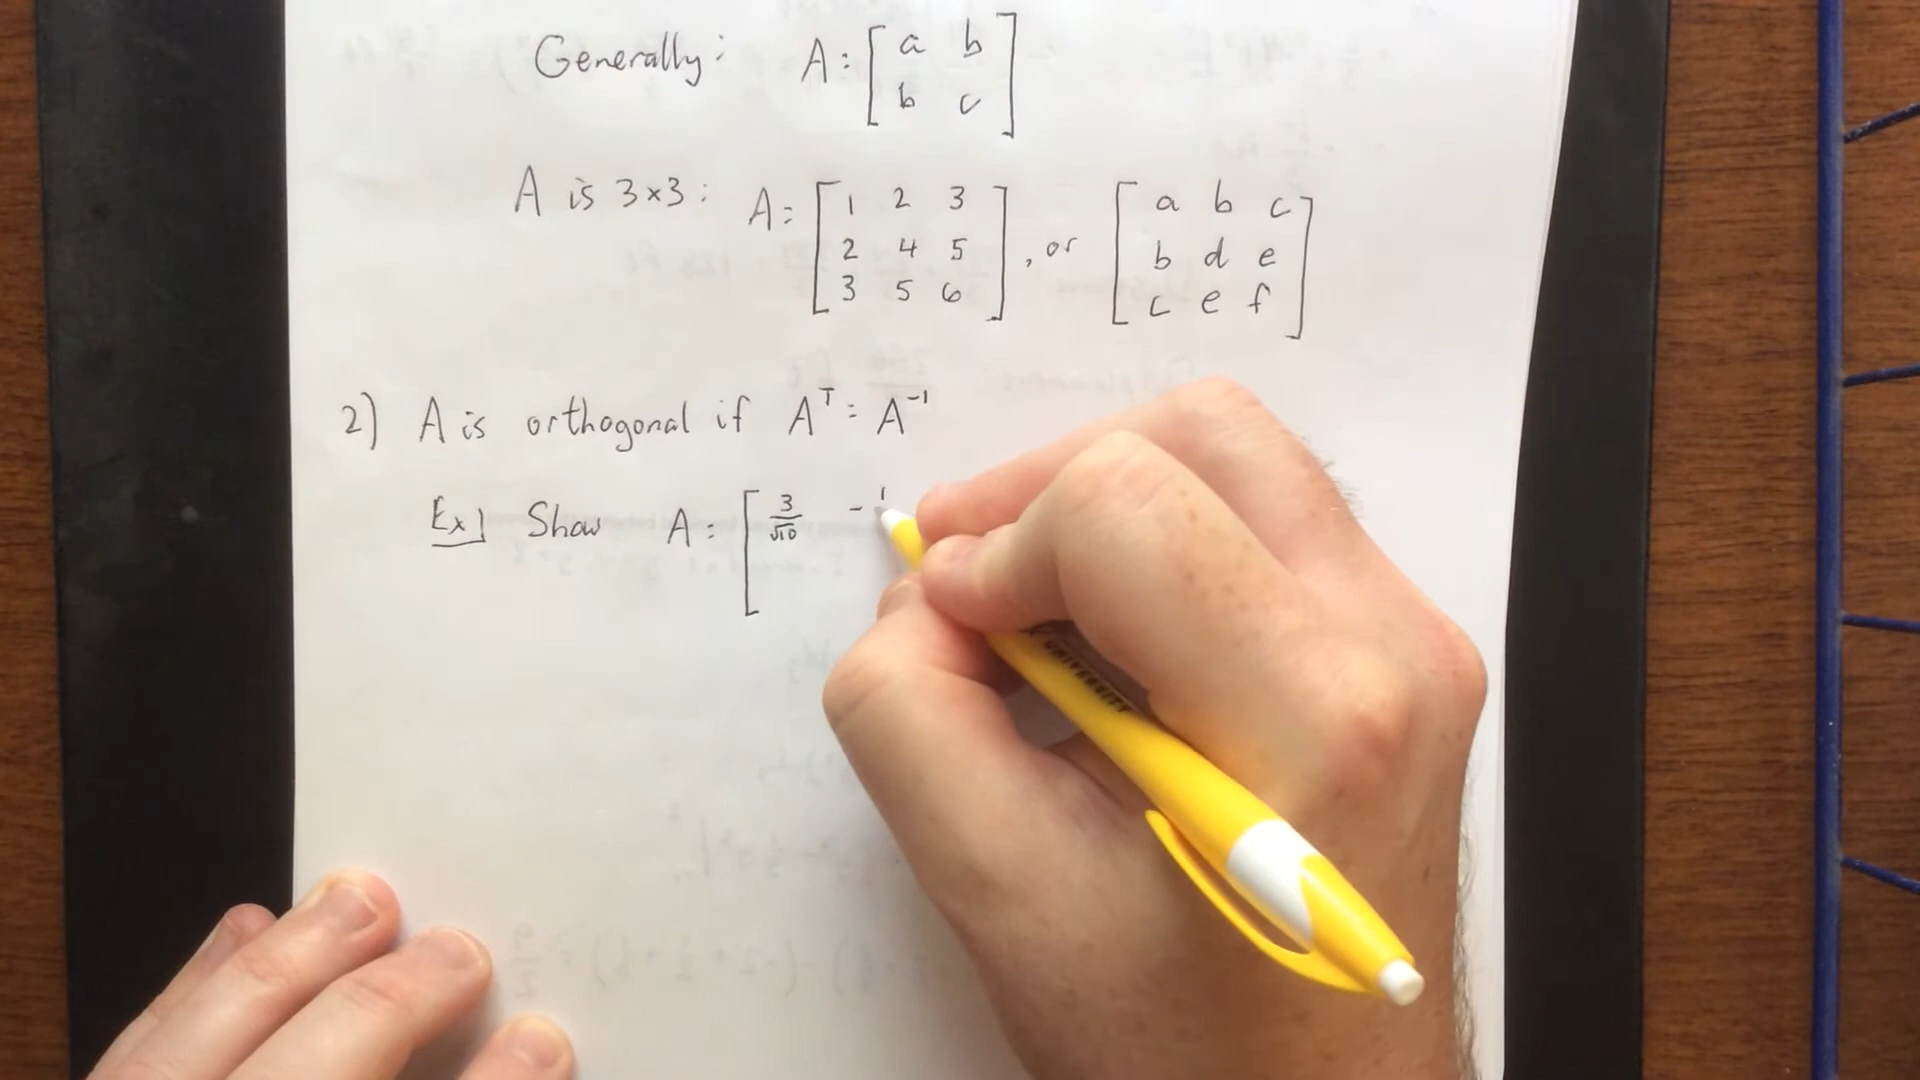 Generally: A = [ a b
b c ]
A is 3×3: A = [ 1 2 3
2 4 5
3 5 6 ] , or [ a b c
b d e
c e f ]
2) A is orthogonal if Aᵀ = A⁻¹
Ex] Show A = [ 3/√10 - 1
UNIVERSITY